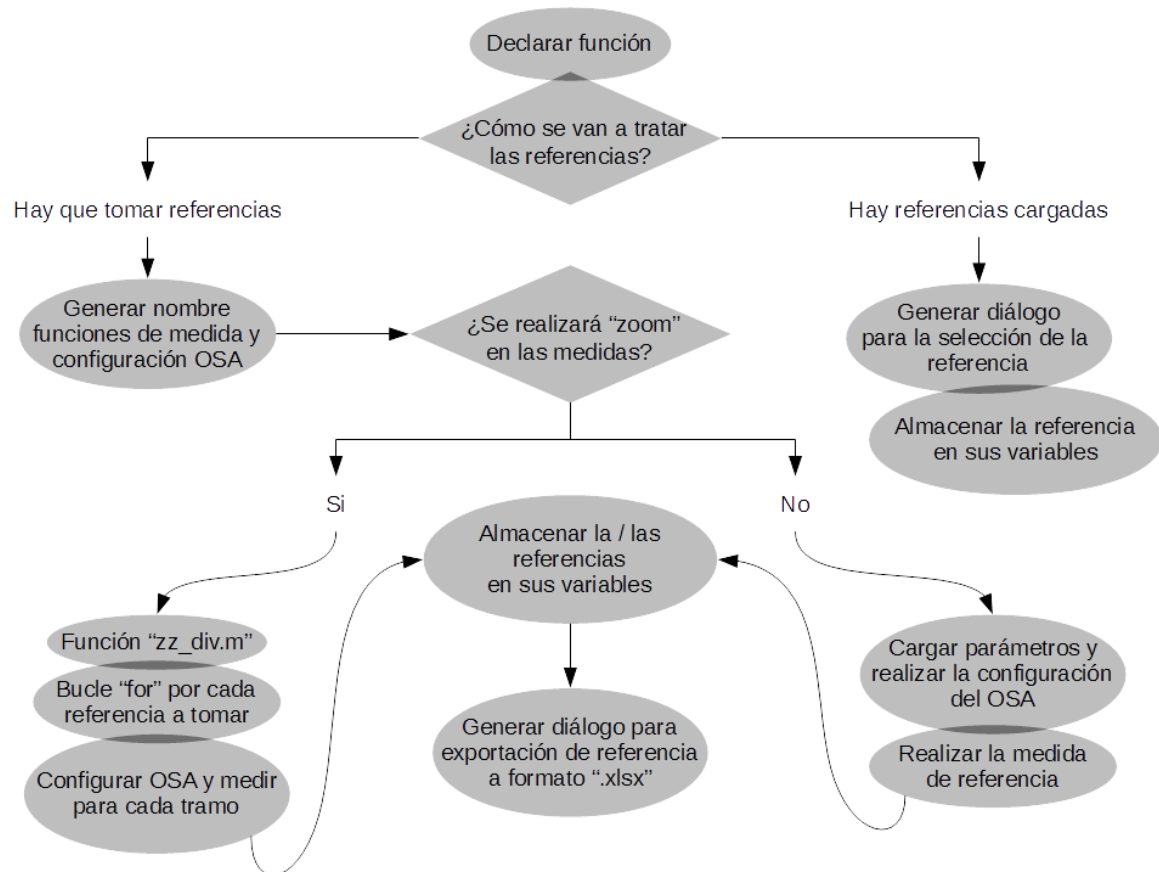 Declarar función
¿Cómo se van a tratar
las referencias?
Hay que tomar referencias
Hay referencias cargadas
Generar nombre
funciones de medida y
configuración OSA
¿Se realizará “zoom”
en las medidas?
Generar diálogo
para la selección de la
referencia
Almacenar la referencia
en sus variables
Si
No
Almacenar la / las
referencias
en sus variables
Función “zz_div.m”
Bucle “for” por cada
referencia a tomar
Configurar OSA y medir
para cada tramo
Generar diálogo para
exportación de referencia
a formato “.xlsx”
Cargar parámetros y
realizar la configuración
del OSA
Realizar la medida
de referencia